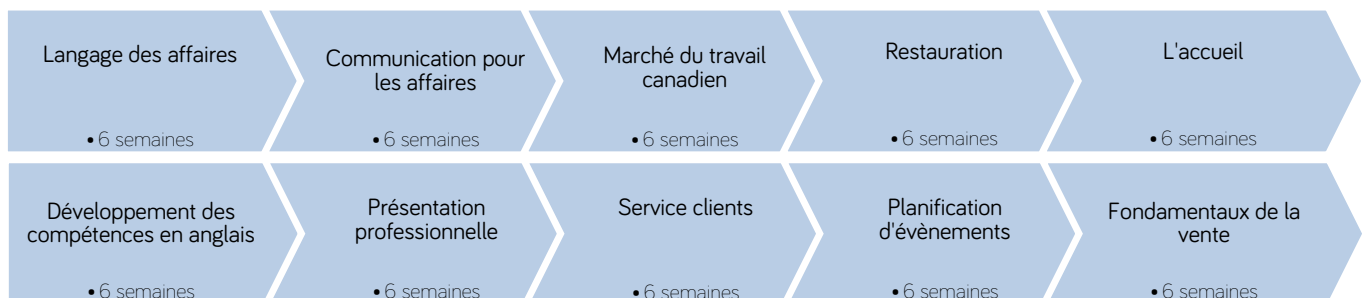 Langage des affaires
• 6 semaines
Communication pour
les affaires
• 6 semaines
Marché du travail
canadien
• 6 semaines
Restauration
• 6 semaines
L'accueil
• 6 semaines
Développement des
compétences en anglais
• 6 semaines
Présentation
professionnelle
• 6 semaines
Service clients
• 6 semaines
Planification
d'évènements
• 6 semaines
Fondamentaux de la
vente
• 6 semaines